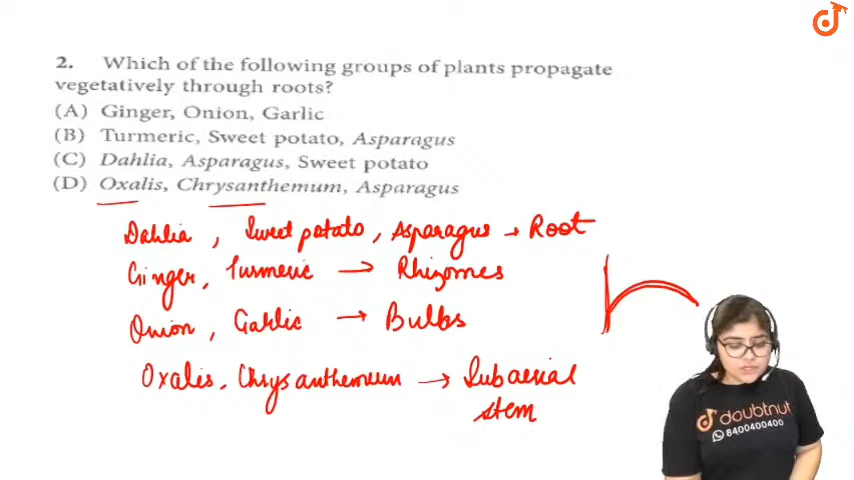 2. Which of the following groups of plants propagate
vegetatively through roots?
(A) Ginger, Onion, Garlic
(B) Turmeric, Sweet potato, Asparagus
(C) Dahlia, Asparagus, Sweet potato
(D) Oxalis, Chrysanthemum, Asparagus
Dahlia, Sweet potato, Asparagus → Root
Ginger, Turmeric → Rhizomes
Onion, Garlic → Bulbs
Oxalis, Chrysanthemum → Subaerial
stem
doubtnut
8400400400